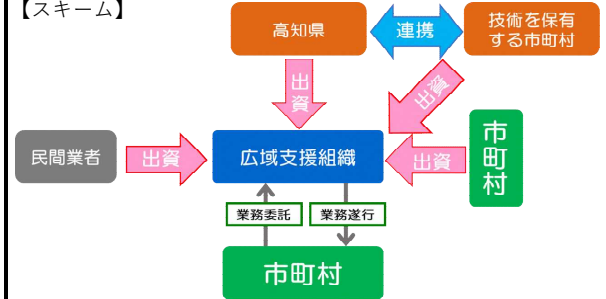 【スキーム】
高知県
連携
技術を保有
する市町村
出資
出資
民間業者
出資
広域支援組織
出資
市町村
業務委託
業務遂行
市町村